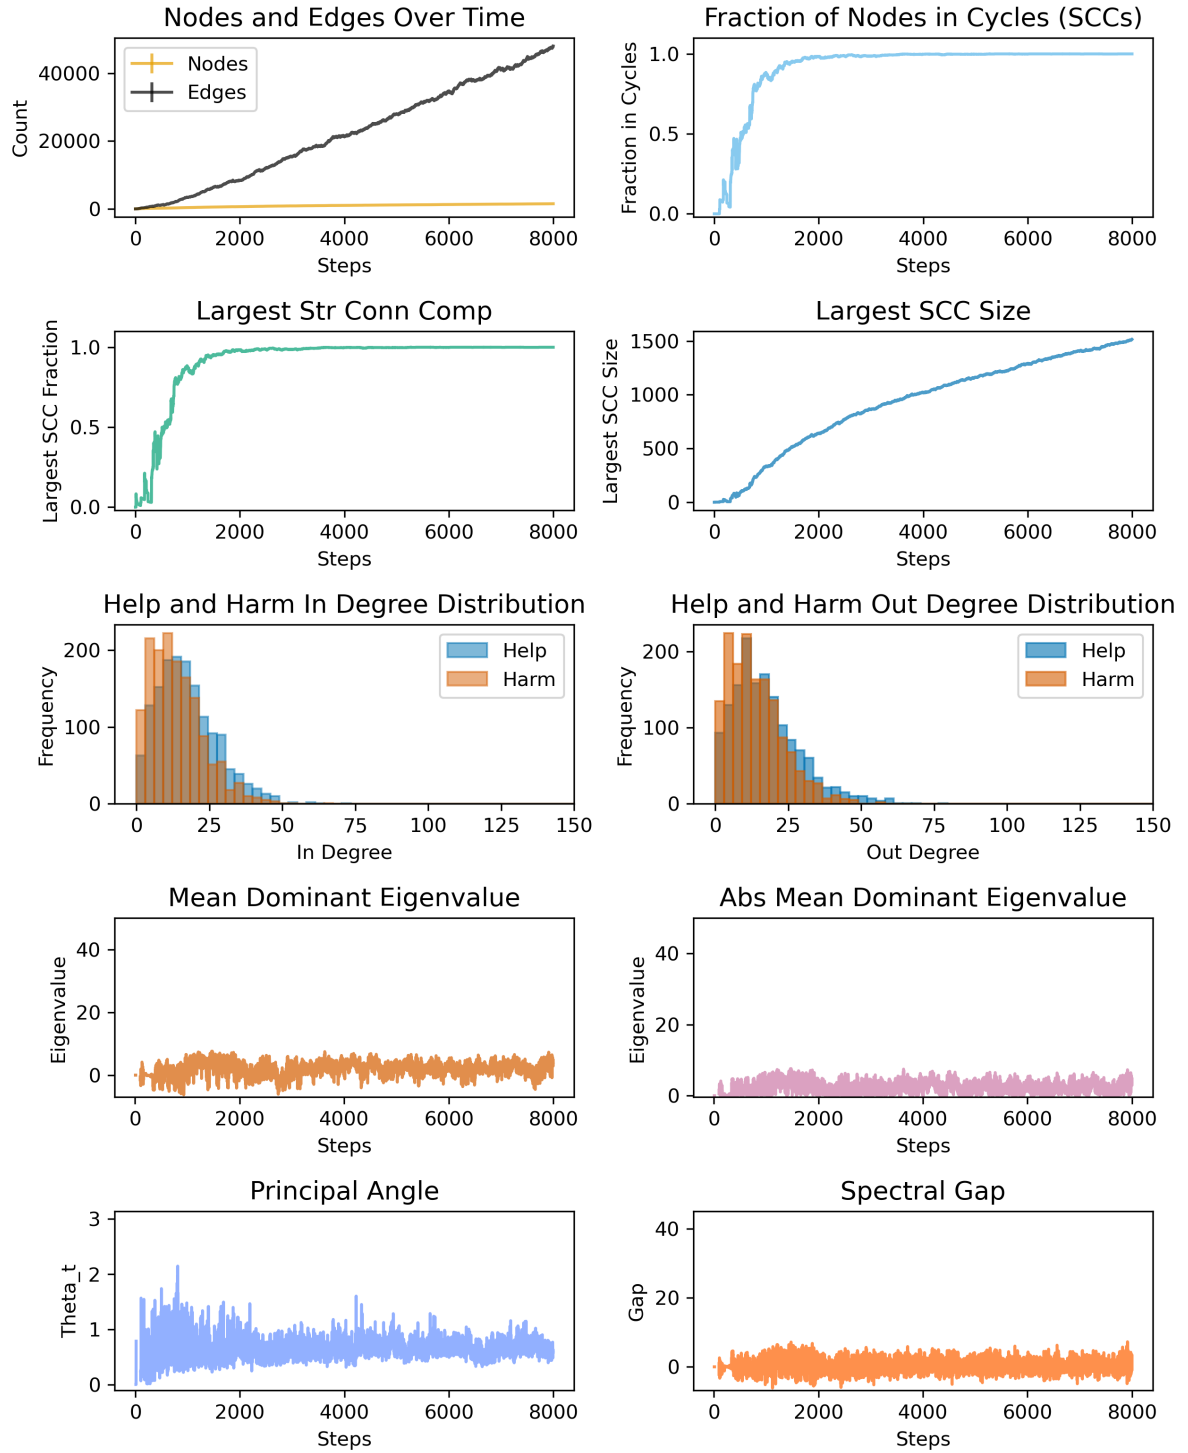 Nodes and Edges Over Time
Count
40000
20000
0
Nodes
Edges
0 2000 4000 6000 8000
Steps
Fraction of Nodes in Cycles (SCCs)
Fraction in Cycles
1.0
0.5
0.0
0 2000 4000 6000 8000
Steps
Largest Str Conn Comp
Largest SCC Fraction
1.0
0.5
0.0
0 2000 4000 6000 8000
Steps
Largest SCC Size
Largest SCC Size
1500
1000
500
0
0 2000 4000 6000 8000
Steps
Help and Harm In Degree Distribution
Frequency
200
100
0
Help
Harm
0 25 50 75 100 125 150
In Degree
Help and Harm Out Degree Distribution
Frequency
200
100
0
Help
Harm
0 25 50 75 100 125 150
Out Degree
Mean Dominant Eigenvalue
Eigenvalue
40
20
0
0 2000 4000 6000 8000
Steps
Abs Mean Dominant Eigenvalue
Eigenvalue
40
20
0
0 2000 4000 6000 8000
Steps
Principal Angle
Theta_t
3
2
1
0
0 2000 4000 6000 8000
Steps
Spectral Gap
Gap
40
20
0
0 2000 4000 6000 8000
Steps